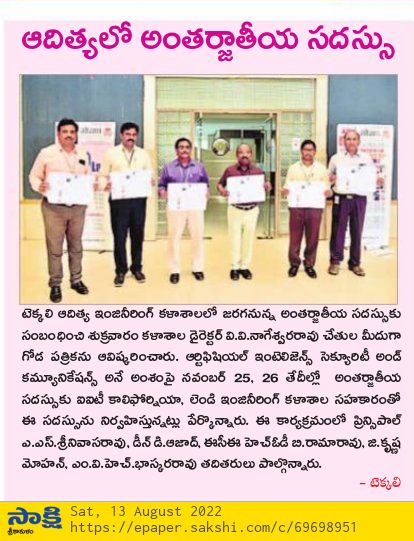 ఆదిత్యలో అంతర్జాతీయ సదస్సు
టెక్కలి ఆదిత్య ఇంజినీరింగ్ కళాశాలలో జరగనున్న అంతర్జాతీయ సదస్సుకు
సంబంధించి శుక్రవారం కళాశాల డైరెక్టర్ వి.వి.నాగేశ్వరరావు చేతుల మీదుగా
గోడ పత్రికను ఆవిష్కరించారు. ఆర్టిఫిషియల్ ఇంటెలిజెన్స్ సెక్యూరిటీ అండ్
కమ్యూనికేషన్స్ అనే అంశంపై నవంబర్ 25, 26 తేదీల్లో అంతర్జాతీయ
సదస్సుకు ఐఐటీ కాలిఫోర్నియా, లెండి ఇంజినీరింగ్ కళాశాల సహకారంతో
ఈ సదస్సును నిర్వహిస్తున్నట్లు పేర్కొన్నారు. ఈ కార్యక్రమంలో ప్రిన్సిపాల్
ఎ.ఎస్.శ్రీనివాసరావు, డీన్ డి.ఆజాద్, ఈసీఈ హెచ్ఓడీ బి.రామారావు, జి.కృష్ణ
మోహన్, ఎం.వి.హెచ్.భాస్కరరావు తదితరులు పాల్గొన్నారు.
– టెక్కలి
సాక్షి Sat, 13 August 2022
శ్రీకాకుళం https://epaper.sakshi.com/c/69698951